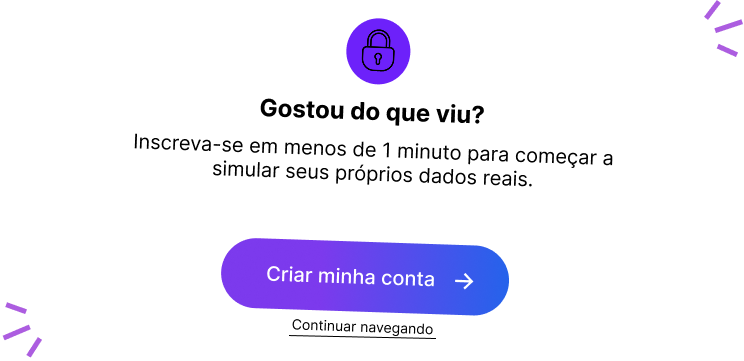 Gostou do que viu?
Inscreva-se em menos de 1 minuto para começar a
simular seus próprios dados reais.
Criar minha conta →
Continuar navegando